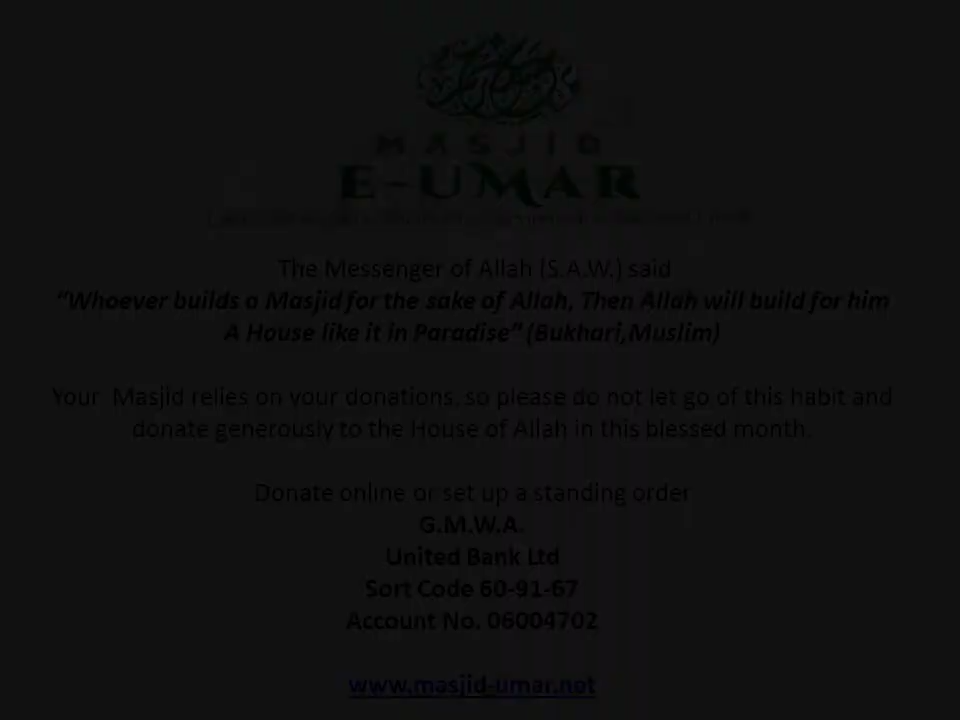 MASJID
E-UMAR
The Messenger of Allah (S.A.W.) said
“Whoever builds a Masjid for the sake of Allah, Then Allah will build for him
A House like it in Paradise” (Bukhari,Muslim)
Your Masjid relies on your donations, so please do not let go of this habit and
donate generously to the House of Allah in this blessed month.
Donate online or set up a standing order
G.M.W.A.
United Bank Ltd
Sort Code 60-91-67
Account No. 06004702
www.masjid-umar.net